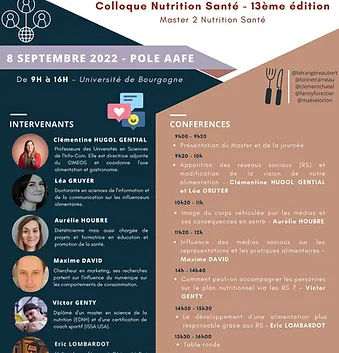 Colloque Nutrition Santé - 13ème édition
Master 2 Nutrition Santé
8 SEPTEMBRE 2022 - POLE AAFE
De 9H à 16H - Université de Bourgogne
@bérangèreaubert
@lorinetrameau
@clementchatel
@fannyforestier
@maevelorion
INTERVENANTS
Clémentine HUGOL GENTIAL
Professeure des Universités en Sciences
de l'Info-Com. Elle est directrice adjointe
du CIMEOS et coordonne l'axe
alimentation et gastronomie.
Léa GRUYER
Doctorante en sciences de l'information et
de la communication sur les influenceurs
alimentaires.
Aurélie HOUBRE
Diététicienne mais aussi chargée de
projets et formatrice en éducation et
promotion de la santé.
Maxime DAVID
Chercheur en marketing, ses recherches
portent sur l'influence du numérique sur
les comportements de consommation.
Victor GENTY
Diplômé d'un master en science de la
nutrition (EDNH) et d'une certification de
coach sportif (ISSA USA).
Eric LOMBARDOT
CONFERENCES
9h00 - 9h20
Présentation du Master et de la journée
9h20 - 10h
Apparition des reseaux sociaux (RS) et
modification de la vision de notre
alimentation - Clémentine HUGOL GENTIAL
et Léa GRUYER
10h20 - 11h
Image du corps véhiculée par les médias et
ses conséquences en santé - Aurélie HOUBRE
11h20 - 12h
Influence des médias sociaux sur les
représentations et les pratiques alimentaires -
Maxime DAVID
14h - 14h40
Comment peut-on accompagner les personnes
sur le plan nutritionnel via les RS ? - Victor
GENTY
14h50 - 15h30
Le développement d'une alimentation plus
responsable grâce aux RS - Eric LOMBARDOT
15h30 - 16h00
Table ronde